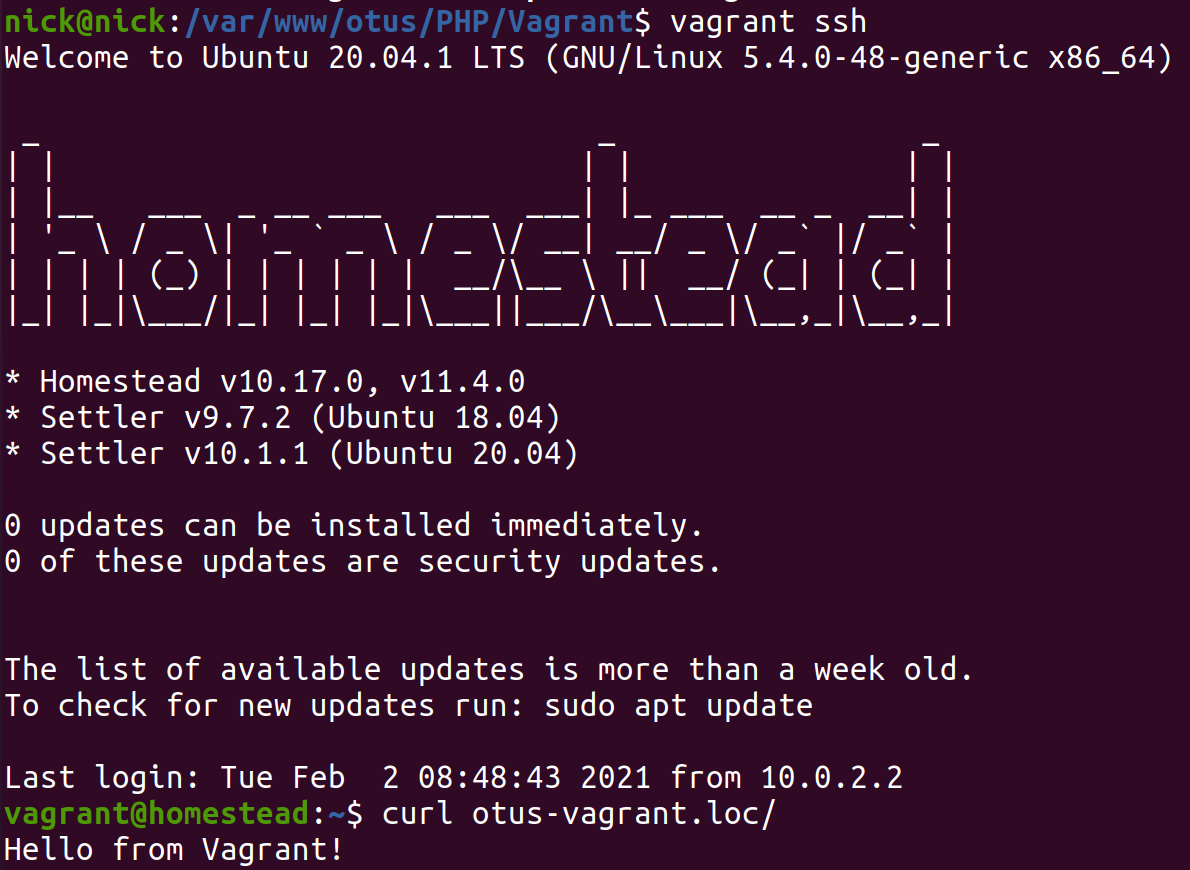 nick@nick:/var/www/otus/PHP/Vagrant$ vagrant ssh
Welcome to Ubuntu 20.04.1 LTS (GNU/Linux 5.4.0-48-generic x86_64)
homestead
* Homestead v10.17.0, v11.4.0
* Settler v9.7.2 (Ubuntu 18.04)
* Settler v10.1.1 (Ubuntu 20.04)
0 updates can be installed immediately.
0 of these updates are security updates.
The list of available updates is more than a week old.
To check for new updates run: sudo apt update
Last login: Tue Feb  2 08:48:43 2021 from 10.0.2.2
vagrant@homestead:~$ curl otus-vagrant.loc/
Hello from Vagrant!